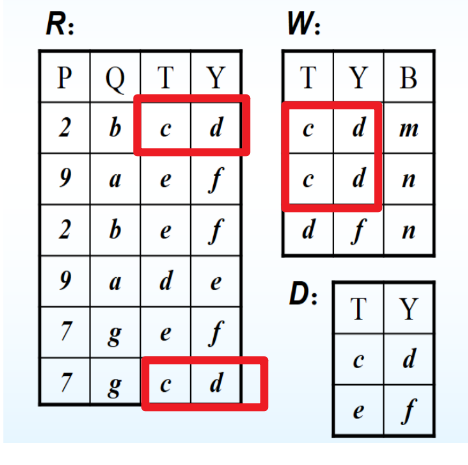 R：
P Q T Y
2 b c d
9 a e f
2 b e f
9 a d e
7 g e f
7 g c d
W：
T Y B
c d m
c d n
d f n
D：
T Y
c d
e f